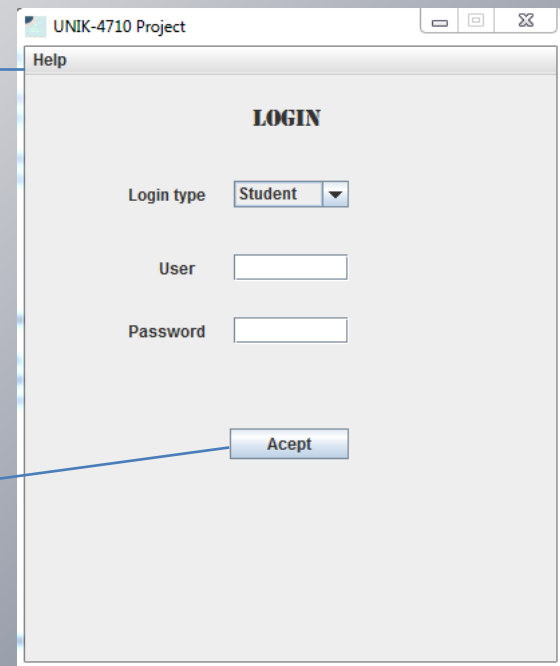 UNIK-4710 Project
Help
LOGIN
Login type Student
User
Password
Acept